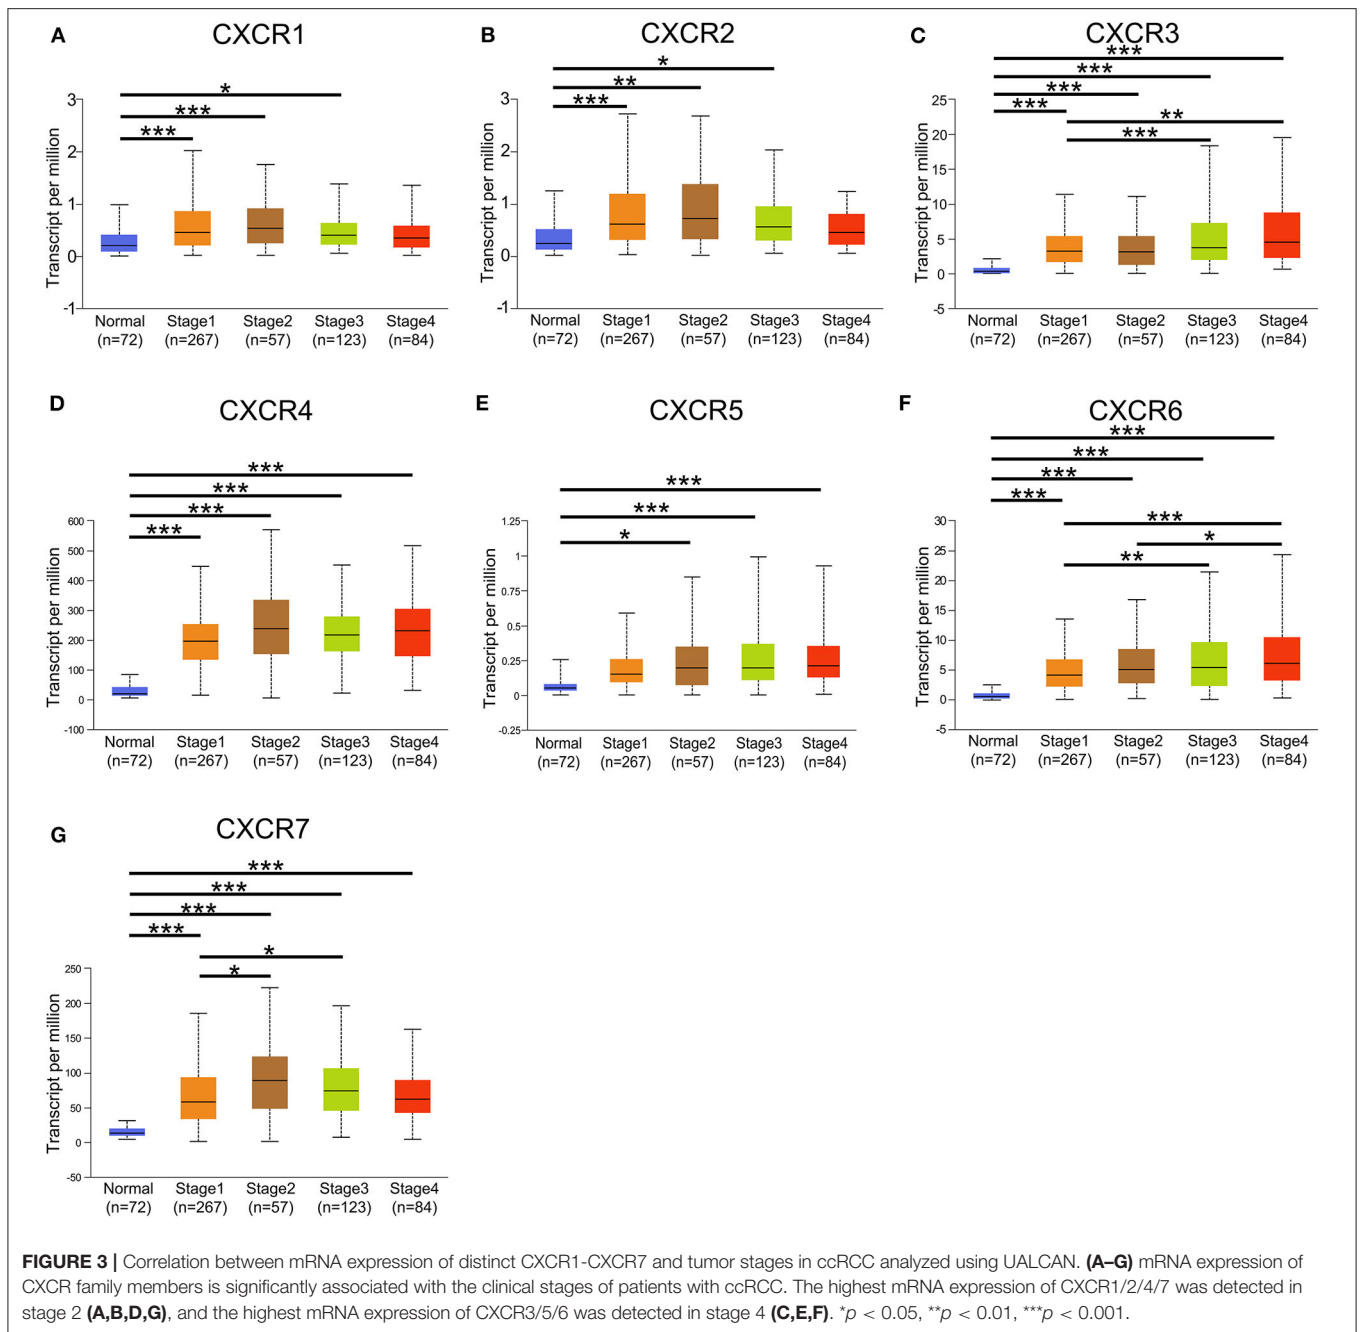 A
CXCR1
*
***
***
Transcript per million
3
2
1
0
-1
Normal Stage1 Stage2 Stage3 Stage4
(n=72) (n=267) (n=57) (n=123) (n=84)
B
CXCR2
*
**
***
Transcript per million
3
2
1
0
-1
Normal Stage1 Stage2 Stage3 Stage4
(n=72) (n=267) (n=57) (n=123) (n=84)
C
CXCR3
***
***
***
***
**
***
Transcript per million
25
20
15
10
5
0
-5
Normal Stage1 Stage2 Stage3 Stage4
(n=72) (n=267) (n=57) (n=123) (n=84)
D
CXCR4
***
***
***
***
Transcript per million
600
500
400
300
200
100
0
-100
Normal Stage1 Stage2 Stage3 Stage4
(n=72) (n=267) (n=57) (n=123) (n=84)
E
CXCR5
***
***
*
Transcript per million
1.25
1
0.5
0.25
0
-0.25
Normal Stage1 Stage2 Stage3 Stage4
(n=72) (n=267) (n=57) (n=123) (n=84)
F
CXCR6
***
***
***
***
***
*
**
Transcript per million
30
25
20
15
10
5
0
-5
Normal Stage1 Stage2 Stage3 Stage4
(n=72) (n=267) (n=57) (n=123) (n=84)
G
CXCR7
***
***
***
***
*
*
Transcript per million
250
200
150
100
50
0
-50
Normal Stage1 Stage2 Stage3 Stage4
(n=72) (n=267) (n=57) (n=123) (n=84)
FIGURE 3 | Correlation between mRNA expression of distinct CXCR1-CXCR7 and tumor stages in ccRCC analyzed using UALCAN. (A–G) mRNA expression of
CXCR family members is significantly associated with the clinical stages of patients with ccRCC. The highest mRNA expression of CXCR1/2/4/7 was detected in
stage 2 (A,B,D,G), and the highest mRNA expression of CXCR3/5/6 was detected in stage 4 (C,E,F). *p < 0.05, **p < 0.01, ***p < 0.001.